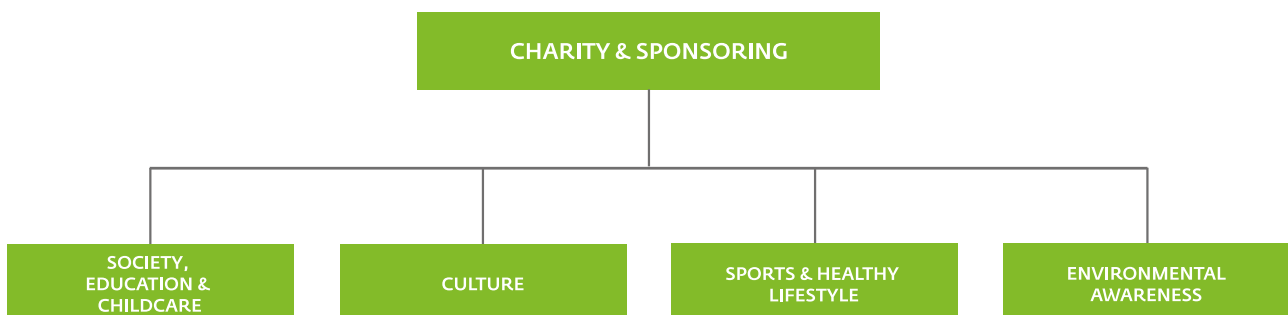 CHARITY & SPONSORING
SOCIETY,
EDUCATION &
CHILDCARE
CULTURE
SPORTS & HEALTHY
LIFESTYLE
ENVIRONMENTAL
AWARENESS